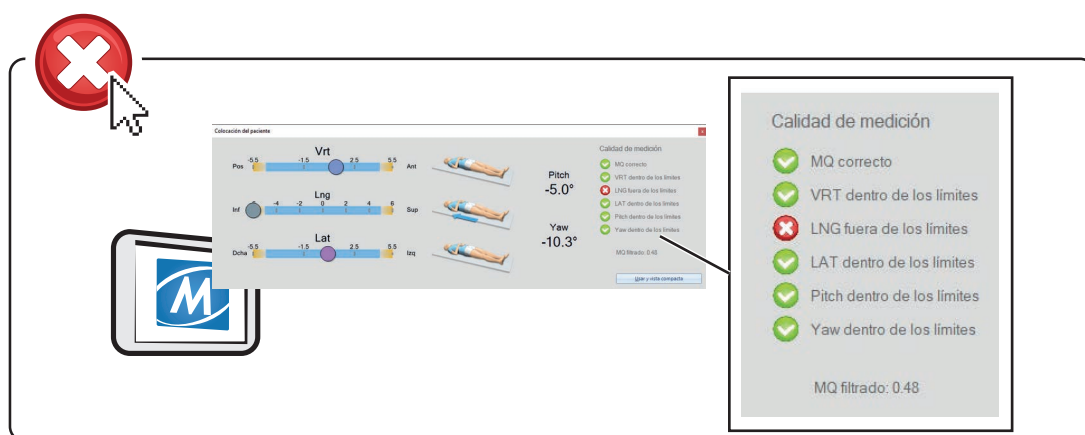 Colocación del paciente
x
Vrt
-5.5 -1.5 2.5 5.5
Pos Ant
Lng
-4 -2 0 2 4 6
Inf Sup
Lat
-5.5 -1.5 2.5 5.5
Dcha Izq
Pitch
-5.0°
Yaw
-10.3°
Calidad de medición
MQ correcto
VRT dentro de los límites
LNG fuera de los límites
LAT dentro de los límites
Pitch dentro de los límites
Yaw dentro de los límites
MQ filtrado: 0.48
Usar y vista compacta
M
Calidad de medición
MQ correcto
VRT dentro de los límites
LNG fuera de los límites
LAT dentro de los límites
Pitch dentro de los límites
Yaw dentro de los límites
MQ filtrado: 0.48